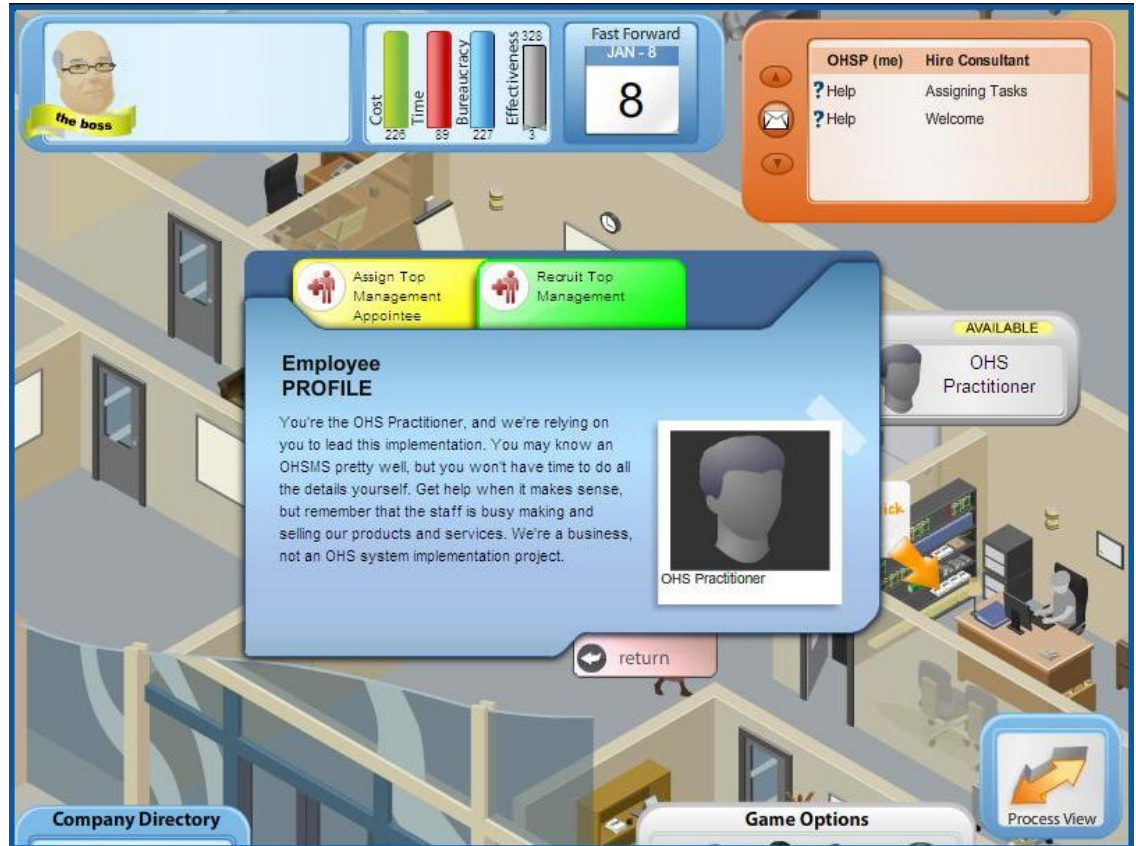 the boss
Cost
226
Time
89
Bureaucracy
227
Effectiveness
328
3
Fast Forward
JAN - 8
8
OHSP (me) Hire Consultant
? Help Assigning Tasks
? Help Welcome
Assign Top
Management
Appointee
Recruit Top
Management
Employee
PROFILE
You're the OHS Practitioner, and we're relying on
you to lead this implementation. You may know an
OHSMS pretty well, but you won't have time to do all
the details yourself. Get help when it makes sense,
but remember that the staff is busy making and
selling our products and services. We're a business,
not an OHS system implementation project.
OHS Practitioner
AVAILABLE
OHS
Practitioner
ick
return
Company Directory
Game Options
Process View